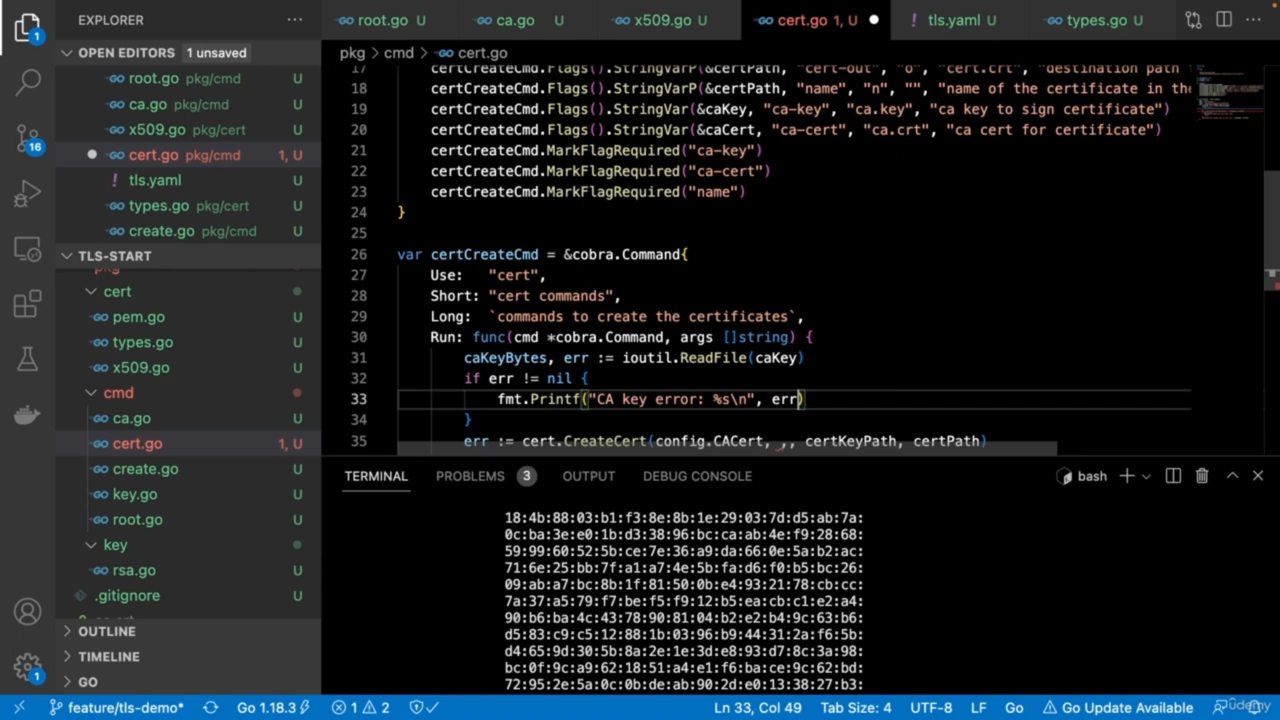 EXPLORER
root.go U
ca.go U
x509.go U
cert.go 1, U
tls.yaml U
types.go U
OPEN EDITORS 1 unsaved
root.go pkg/cmd U
ca.go pkg/cmd U
x509.go pkg/cert U
cert.go pkg/cmd 1, U
tls.yaml U
types.go pkg/cert U
create.go pkg/cmd U
TLS-START
pkg
cert
pem.go U
types.go U
x509.go U
cmd
ca.go U
cert.go 1, U
create.go U
key.go U
root.go U
key
rsa.go U
.gitignore U
OUTLINE
TIMELINE
GO
1
16
1
pkg > cmd > cert.go
17 certCreateCmd.Flags().StringVarP(&certPath, "cert-out", "o", "cert.crt", "destination path
18 certCreateCmd.Flags().StringVarP(&certPath, "name", "n", "", "name of the certificate in the
19 certCreateCmd.Flags().StringVar(&caKey, "ca-key", "ca.key", "ca key to sign certificate")
20 certCreateCmd.Flags().StringVar(&caCert, "ca-cert", "ca.crt", "ca cert for certificate")
21 certCreateCmd.MarkFlagRequired("ca-key")
22 certCreateCmd.MarkFlagRequired("ca-cert")
23 certCreateCmd.MarkFlagRequired("name")
24 }
25
26 var certCreateCmd = &cobra.Command{
27 Use: "cert",
28 Short: "cert commands",
29 Long: `commands to create the certificates`,
30 Run: func(cmd *cobra.Command, args []string) {
31 caKeyBytes, err := ioutil.ReadFile(caKey)
32 if err != nil {
33 fmt.Printf("CA key error: %s\n", err)
34 }
35 err := cert.CreateCert(config.CACert, ,, certKeyPath, certPath)
TERMINAL PROBLEMS 3 OUTPUT DEBUG CONSOLE
bash
18:4b:88:03:b1:f3:8e:8b:1e:29:03:7d:d5:ab:7a:
0c:ba:3e:e0:1b:d3:38:96:bc:ca:ab:4e:f9:28:68:
59:99:60:52:5b:ce:7e:36:a9:da:66:0e:5a:b2:ac:
71:6e:25:bb:7f:a1:a7:4e:5b:fa:d6:f0:b5:bc:26:
09:ab:a7:bc:8b:1f:81:50:0b:e4:93:21:78:cb:cc:
7a:37:a5:79:f7:be:f5:f9:12:b5:ea:cb:c1:e2:a4:
90:b6:ba:4c:43:78:90:81:04:b2:e2:b4:9c:63:b6:
d5:83:c9:c5:12:88:1b:03:96:b9:44:31:2a:f6:5b:
d4:65:9d:30:5b:8a:2e:1e:3d:e8:93:d7:8c:3a:98:
bc:0f:9c:a9:62:18:51:a4:e1:f6:ba:ce:9c:62:bd:
72:95:2e:5a:0c:0b:de:ab:90:2d:e0:13:38:27:b3:
feature/tls-demo* Go 1.18.3 1 2 Ln 33, Col 49 Tab Size: 4 UTF-8 LF Go Go Update Available
Udemy